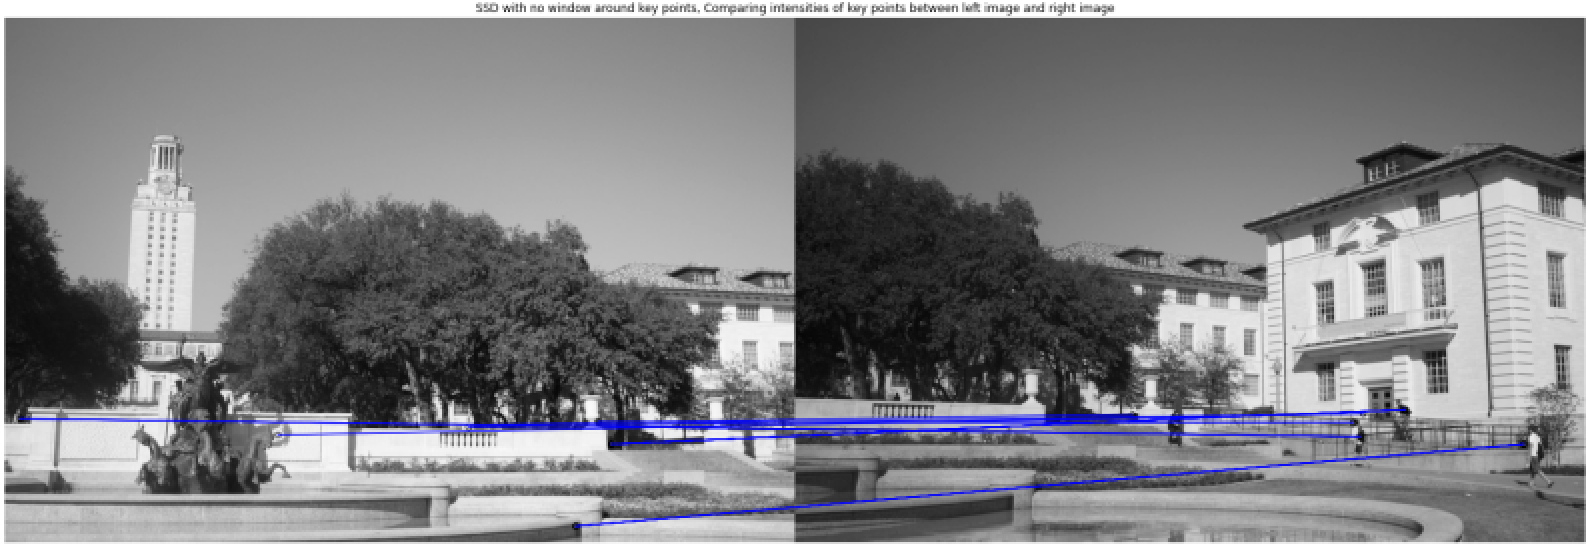 SSD with no window around key points, Comparing intensities of key points between left image and right image